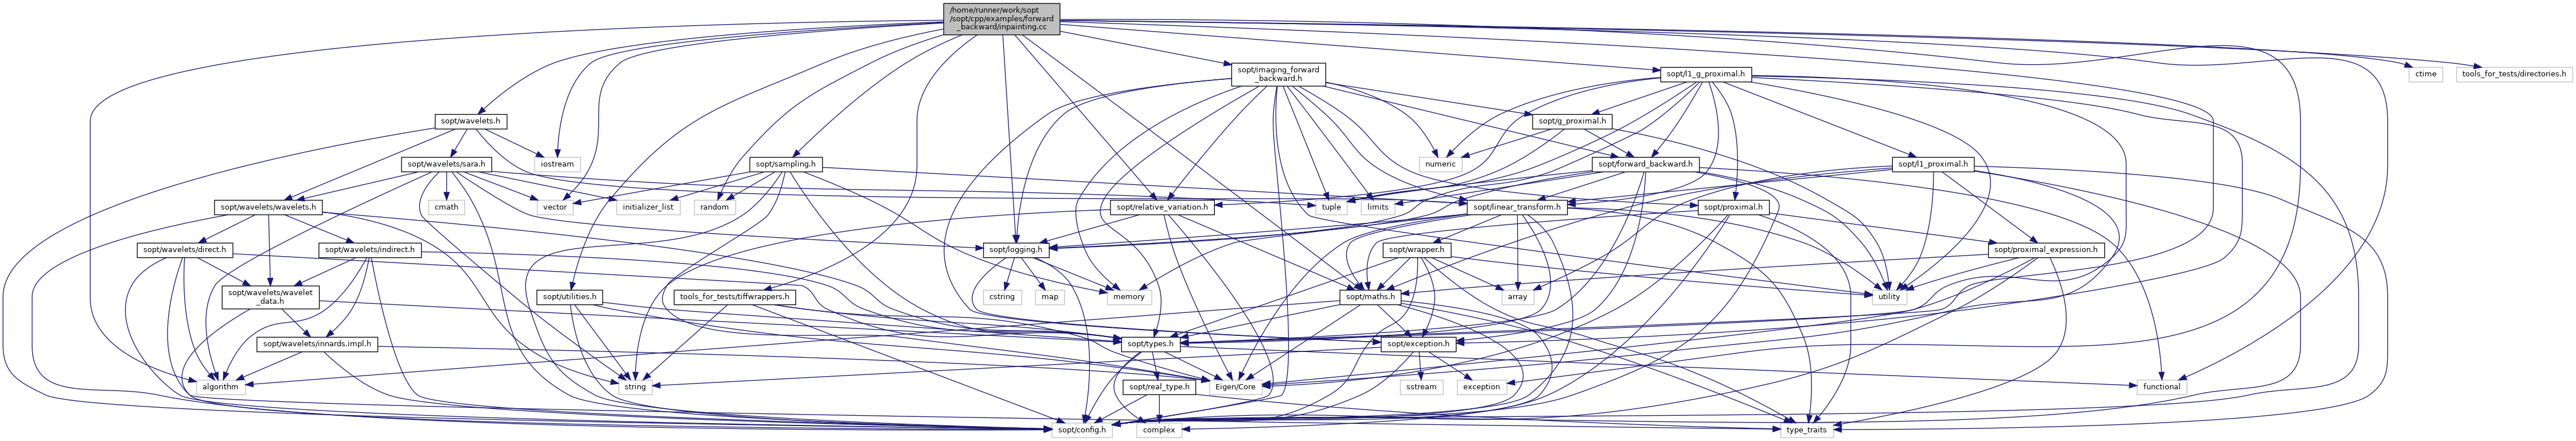 /home/runner/work/sopt
/sopt/cpp/examples/forward
_backward/inpainting.cc
sopt/imaging_forward
_backward.h
sopt/l1_g_proximal.h
ctime
tools_for_tests/directories.h
sopt/wavelets.h
sopt/g_proximal.h
sopt/wavelets/sara.h
iostream
sopt/sampling.h
numeric
sopt/forward_backward.h
sopt/l1_proximal.h
sopt/wavelets/wavelets.h
cmath
vector
initializer_list
random
sopt/relative_variation.h
tuple
limits
sopt/linear_transform.h
sopt/proximal.h
sopt/wavelets/direct.h
sopt/wavelets/indirect.h
sopt/logging.h
sopt/wrapper.h
sopt/proximal_expression.h
sopt/wavelets/wavelet
_data.h
sopt/utilities.h
tools_for_tests/tiffwrappers.h
cstring
map
memory
sopt/maths.h
array
utility
sopt/wavelets/innards.impl.h
sopt/types.h
sopt/exception.h
algorithm
string
Eigen/Core
sopt/real_type.h
sstream
exception
functional
sopt/config.h
complex
type_traits